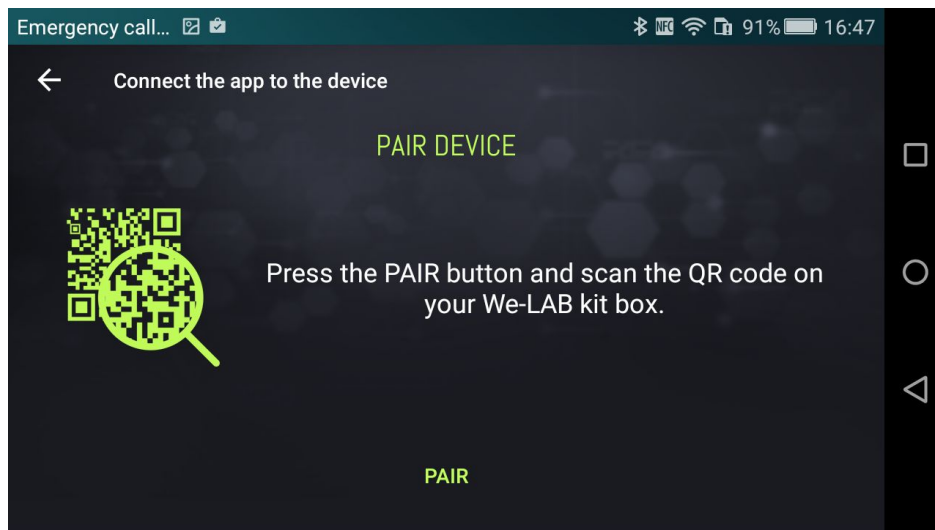 Emergency call... NFC 91% 16:47
Connect the app to the device
PAIR DEVICE
Press the PAIR button and scan the QR code on
your We-LAB kit box.
PAIR